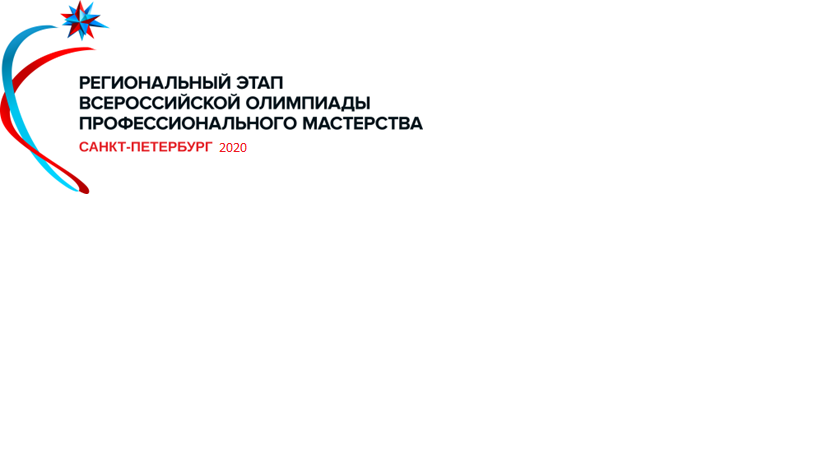 РЕГИОНАЛЬНЫЙ ЭТАП
ВСЕРОССИЙСКОЙ ОЛИМПИАДЫ
ПРОФЕССИОНАЛЬНОГО МАСТЕРСТВА
САНКТ-ПЕТЕРБУРГ 2020